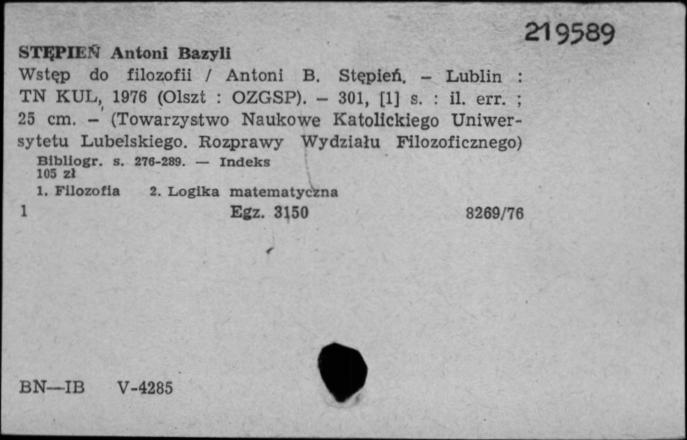 219589
STĘPIEŃ Antoni Bazyli
Wstęp do filozofii / Antoni B. Stępień. – Lublin :
TN KUL, 1976 (Olszt : OZGSP). – 301, [1] s. : il. err. ;
25 cm. – (Towarzystwo Naukowe Katolickiego Uniwer-
sytetu Lubelskiego. Rozprawy Wydziału Filozoficznego)
Bibliogr. s. 276-289. — Indeks
105 zł
1. Filozofia 2. Logika matematyczna
1 Egz. 3150 8269/76
BN—IB V-4285